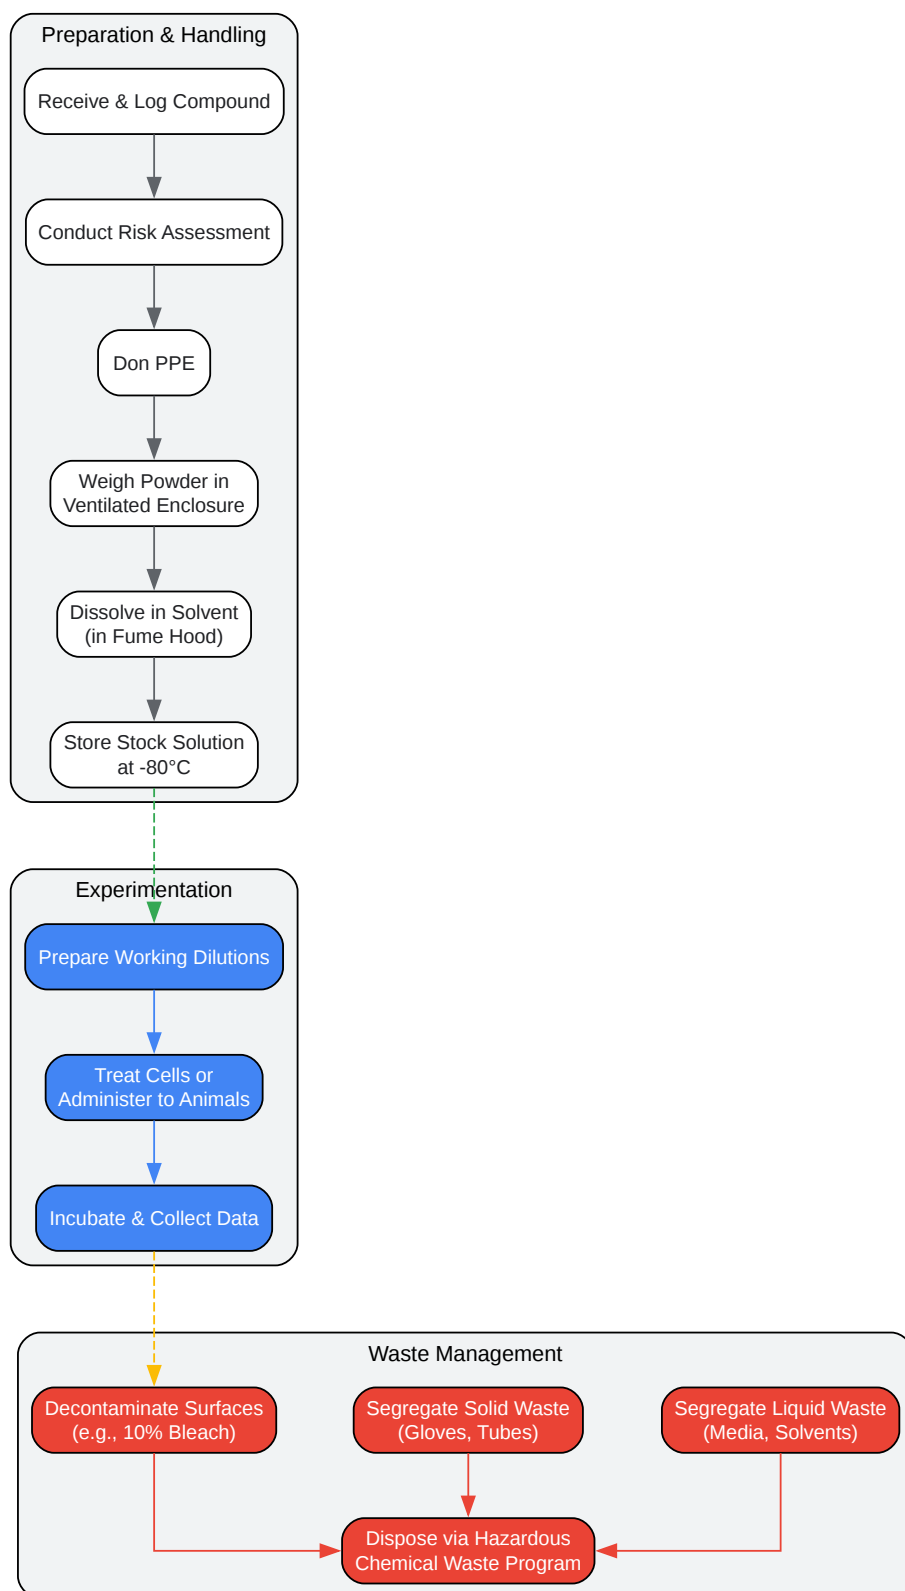 Preparation & Handling
Receive & Log Compound
Conduct Risk Assessment
Don PPE
Weigh Powder in
Ventilated Enclosure
Dissolve in Solvent
(in Fume Hood)
Store Stock Solution
at -80°C
Experimentation
Prepare Working Dilutions
Treat Cells or
Administer to Animals
Incubate & Collect Data
Waste Management
Decontaminate Surfaces
(e.g., 10% Bleach)
Segregate Solid Waste
(Gloves, Tubes)
Segregate Liquid Waste
(Media, Solvents)
Dispose via Hazardous
Chemical Waste Program